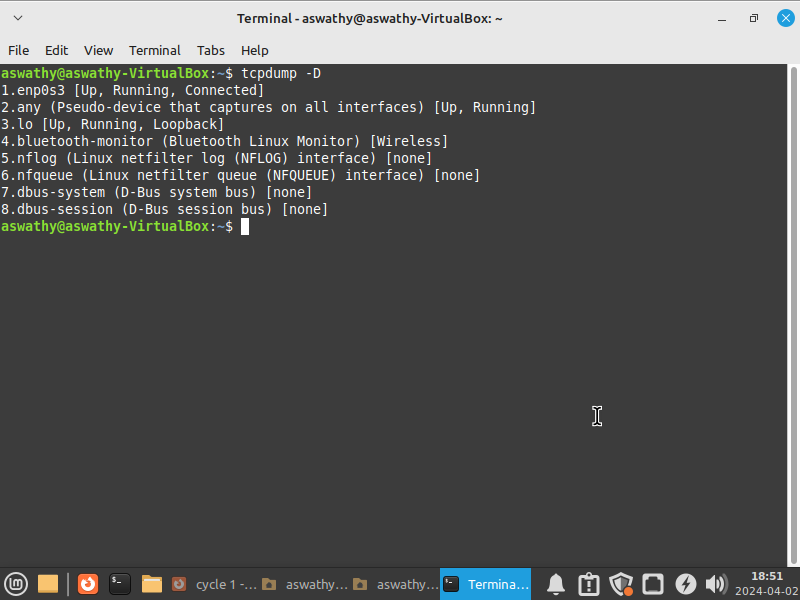 Terminal - aswathy@aswathy-VirtualBox: ~
File Edit View Terminal Tabs Help
aswathy@aswathy-VirtualBox:~$ tcpdump -D
1.enp0s3 [Up, Running, Connected]
2.any (Pseudo-device that captures on all interfaces) [Up, Running]
3.lo [Up, Running, Loopback]
4.bluetooth-monitor (Bluetooth Linux Monitor) [Wireless]
5.nflog (Linux netfilter log (NFLOG) interface) [none]
6.nfqueue (Linux netfilter queue (NFQUEUE) interface) [none]
7.dbus-system (D-Bus system bus) [none]
8.dbus-session (D-Bus session bus) [none]
aswathy@aswathy-VirtualBox:~$
cycle 1 -... aswathy... aswathy... Termina...
18:51
2024-04-02